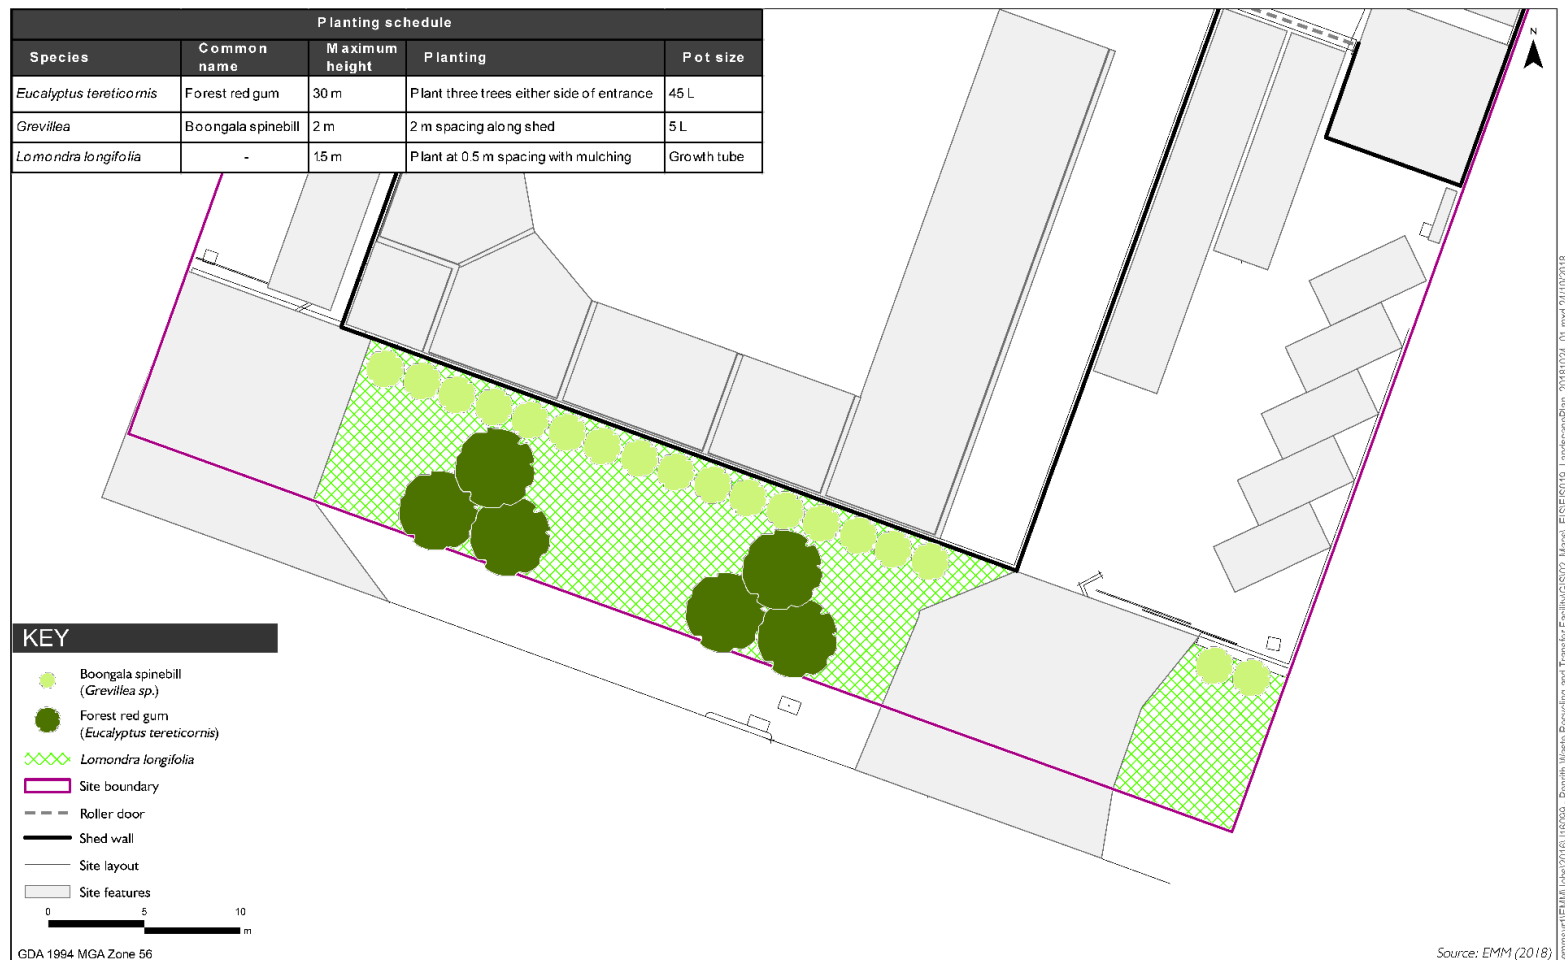 Planting schedule
Species Common name Maximum height Planting Pot size
Eucalyptus tereticornis Forest red gum 30 m Plant three trees either side of entrance 45 L
Grevillea Boongala spinebill 2 m 2 m spacing along shed 5 L
Lomondra longifolia - 15 m Plant at 0.5 m spacing with mulching Growth tube
N
KEY
Boongala spinebill
(Grevillea sp.)
Forest red gum
(Eucalyptus tereticornis)
Lomondra longifolia
Site boundary
Roller door
Shed wall
Site layout
Site features
0 5 10
m
GDA 1994 MGA Zone 56
Source: EMM (2018)